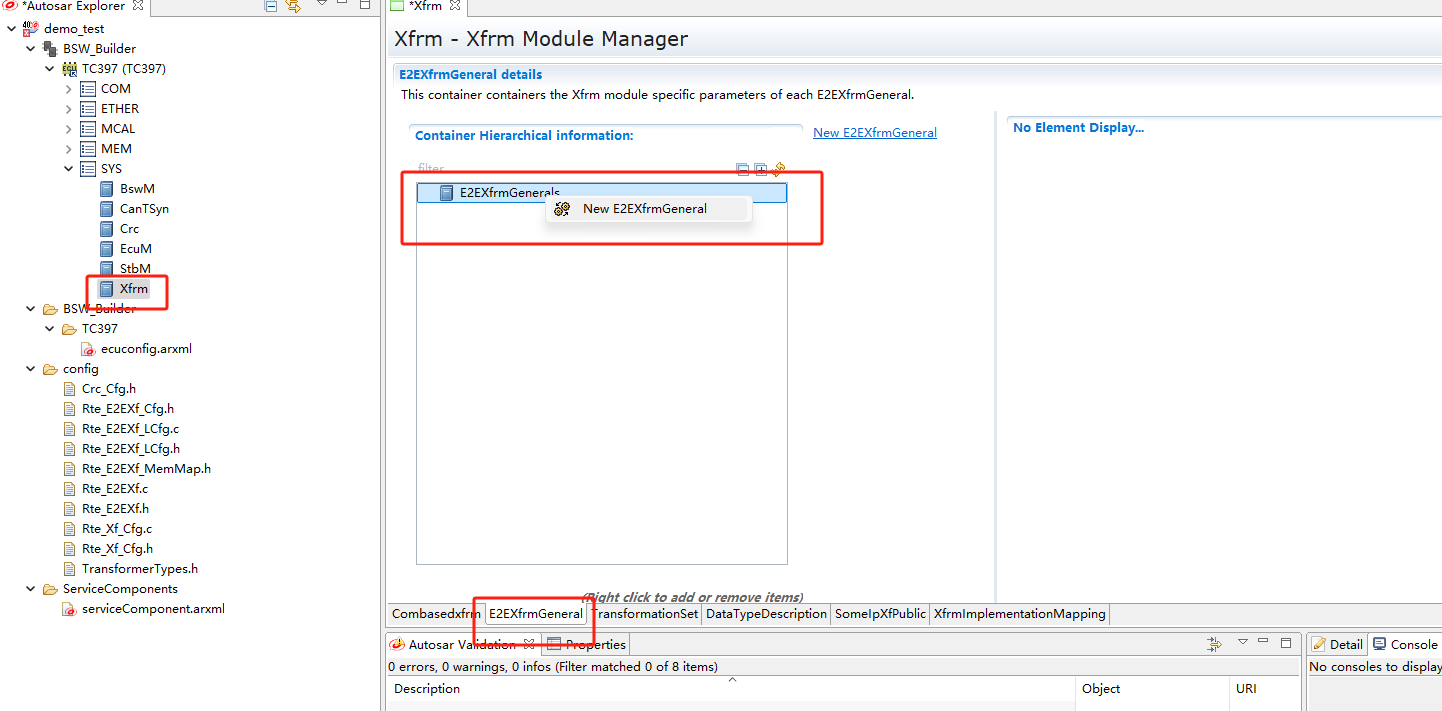 *Autosar Explorer
demo_test
BSW_Builder
TC397 (TC397)
COM
ETHER
MCAL
MEM
SYS
BswM
CanTSyn
Crc
EcuM
StbM
Xfrm
BSW_Builder
TC397
ecuconfig.arxml
config
Crc_Cfg.h
Rte_E2EXf_Cfg.h
Rte_E2EXf_LCfg.c
Rte_E2EXf_LCfg.h
Rte_E2EXf_MemMap.h
Rte_E2EXf.c
Rte_E2EXf.h
Rte_Xf_Cfg.c
Rte_Xf_Cfg.h
TransformerTypes.h
ServiceComponents
serviceComponent.arxml
*Xfrm
Xfrm - Xfrm Module Manager
E2EXfrmGeneral details
This container containers the Xfrm module specific parameters of each E2EXfrmGeneral.
Container Hierarchical information:
New E2EXfrmGeneral
filter
E2EXfrmGenerals
New E2EXfrmGeneral
(Right click to add or remove items)
No Element Display...
Combasedxfrm E2EXfrmGeneral TransformationSet DataTypeDescription SomeIpXfPublic XfrmImplementationMapping
Autosar Validation Properties
0 errors, 0 warnings, 0 infos (Filter matched 0 of 8 items)
Description Object URI
Detail Console
No consoles to display